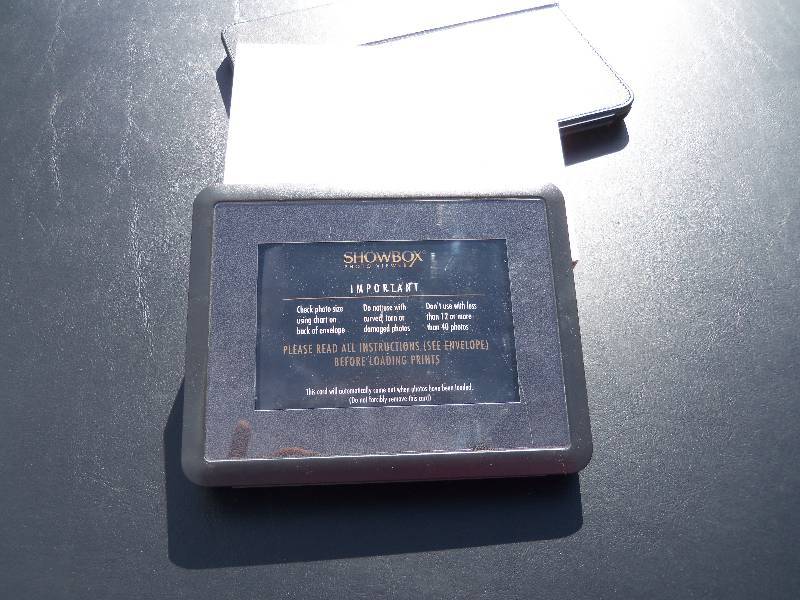 SHOWBOX
PHOTO VIEWER
IMPORTANT
Check photo size
using chart on
back of envelope
Do not use with
curved, torn or
damaged photos
Don't use with less
than 12 or more
than 40 photos
PLEASE READ ALL INSTRUCTIONS (SEE ENVELOPE)
BEFORE LOADING PRINTS
This card will automatically come out when photos have been loaded.
(Do not forcibly remove this card)